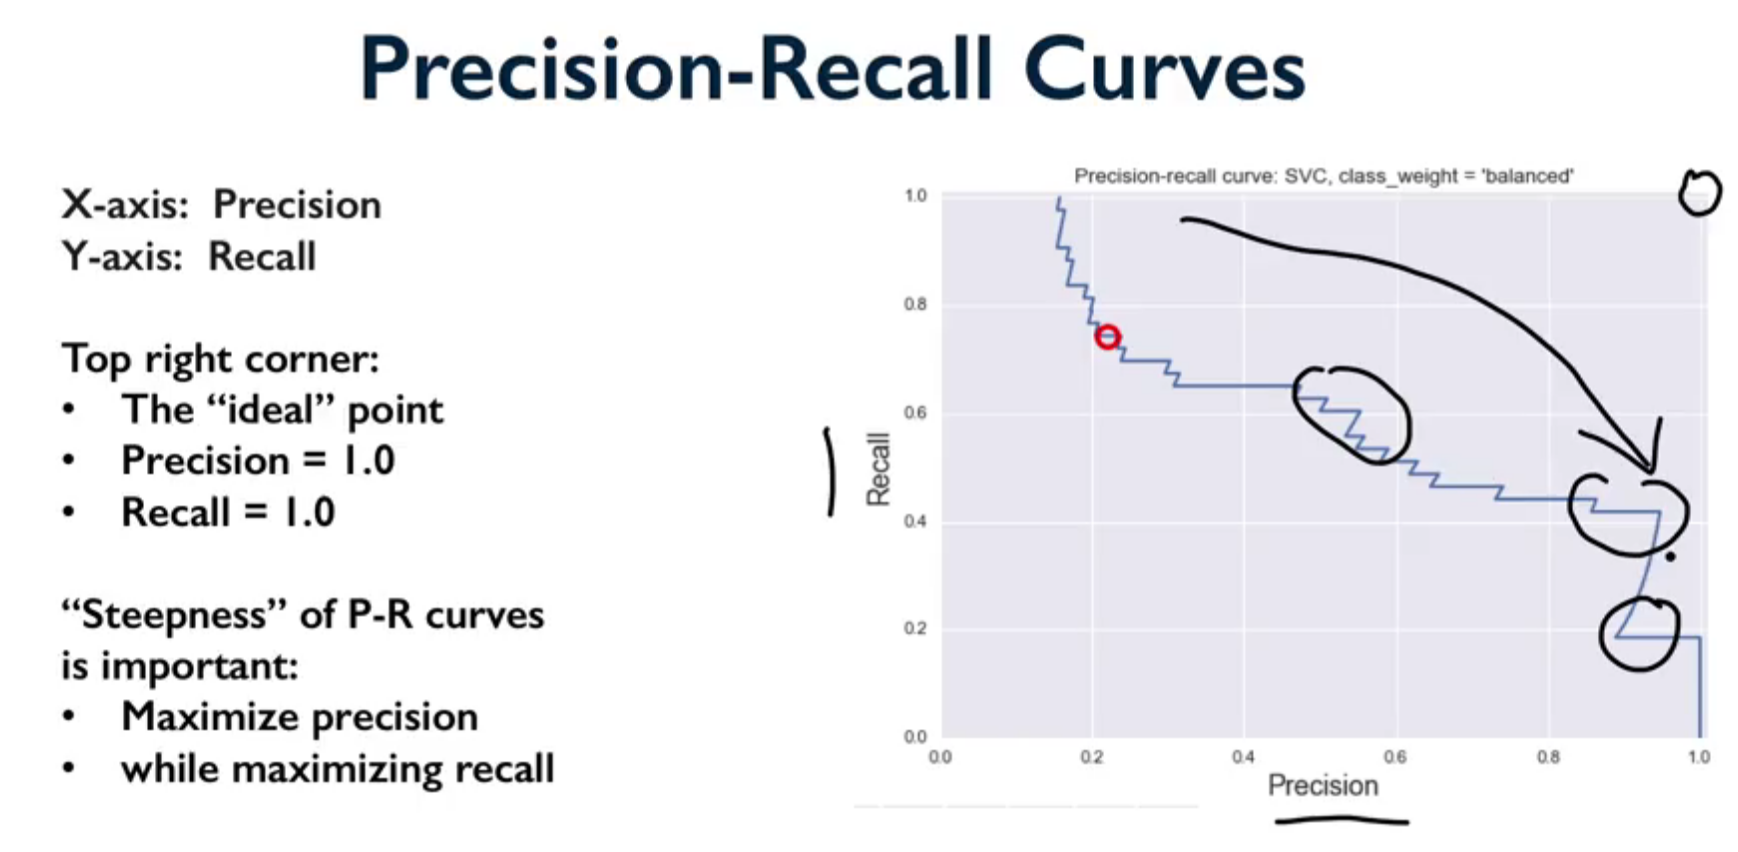 Precision-Recall Curves
X-axis: Precision
Y-axis: Recall
Top right corner:
• The “ideal” point
• Precision = 1.0
• Recall = 1.0
“Steepness” of P-R curves
is important:
• Maximize precision
• while maximizing recall
Precision-recall curve: SVC, class_weight = 'balanced'
1.0
0.8
0.6
0.4
0.2
0.0
Recall
0.0 0.2 0.4 0.6 0.8 1.0
Precision